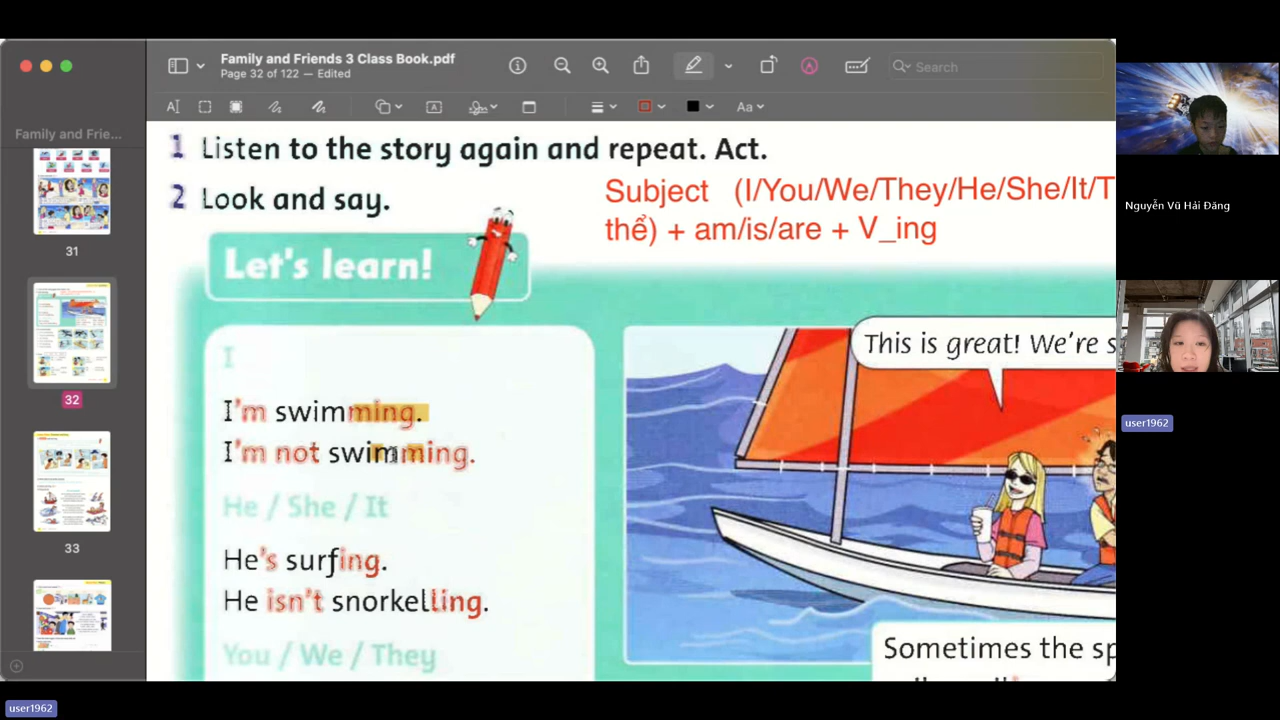 Family and Friends 3 Class Book.pdf
Page 32 of 122 — Edited
Search
Family and Frie...
31
32
33
1 Listen to the story again and repeat. Act.
2 Look and say.
Subject (I/You/We/They/He/She/It/T
thể) + am/is/are + V_ing
Let's learn!
I
I'm swimming.
I'm not swimming.
He / She / It
He's surfing.
He isn't snorkelling.
You / We / They
This is great! We're s
Sometimes the sp
Nguyễn Vũ Hải Đăng
user1962
user1962